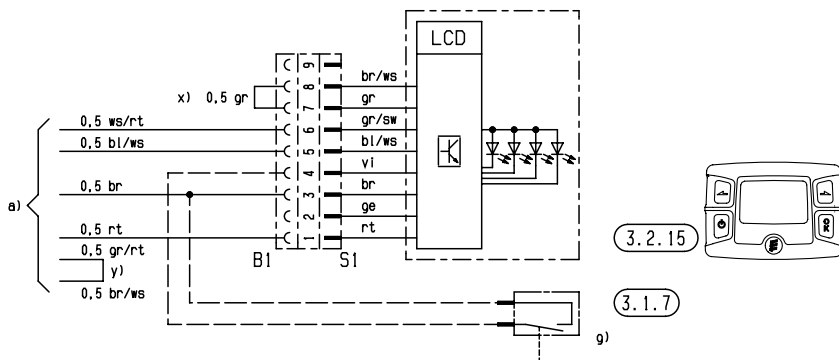 LCD
9
8
7
6
5
4
3
2
1
br/ws
gr
gr/sw
bl/ws
vi
br
ge
rt
x) 0,5 gr
0,5 ws/rt
0,5 bl/ws
a)
0,5 br
0,5 rt
0,5 gr/rt
y)
0,5 br/ws
B1
S1
3.2.15
OK
3.1.7
g)